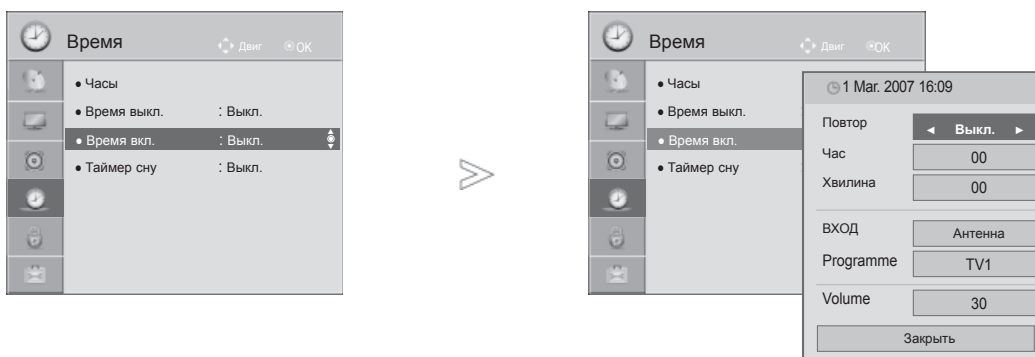 Время Двиг OK
• Часы
• Время выкл. : Выкл.
• Время вкл. : Выкл.
• Таймер сну : Выкл.
Время Двиг OK
• Часы
• Время выкл.
• Время вкл.
• Таймер сну
1 Mar. 2007 16:09
Повтор ◄ Выкл. ►
Час 00
Хвилина 00
ВХОД Антенна
Programme TV1
Volume 30
Закрыть